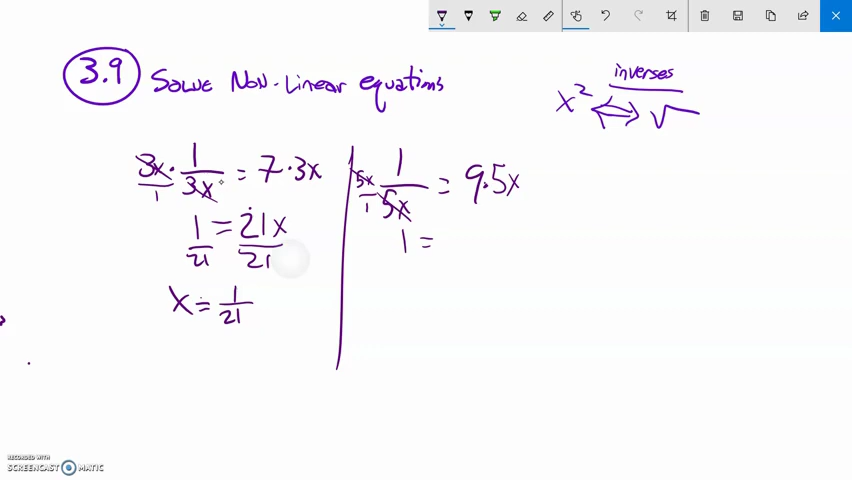 3.9 Solve Non-Linear equations
inverses
x² ↔ √
3x/1 · 1/3x = 7·3x
1/21 = 21x/21
x = 1/21
5x/1 1/5x = 9·5x
1 =
RECORDED WITH
SCREENCAST MATIC